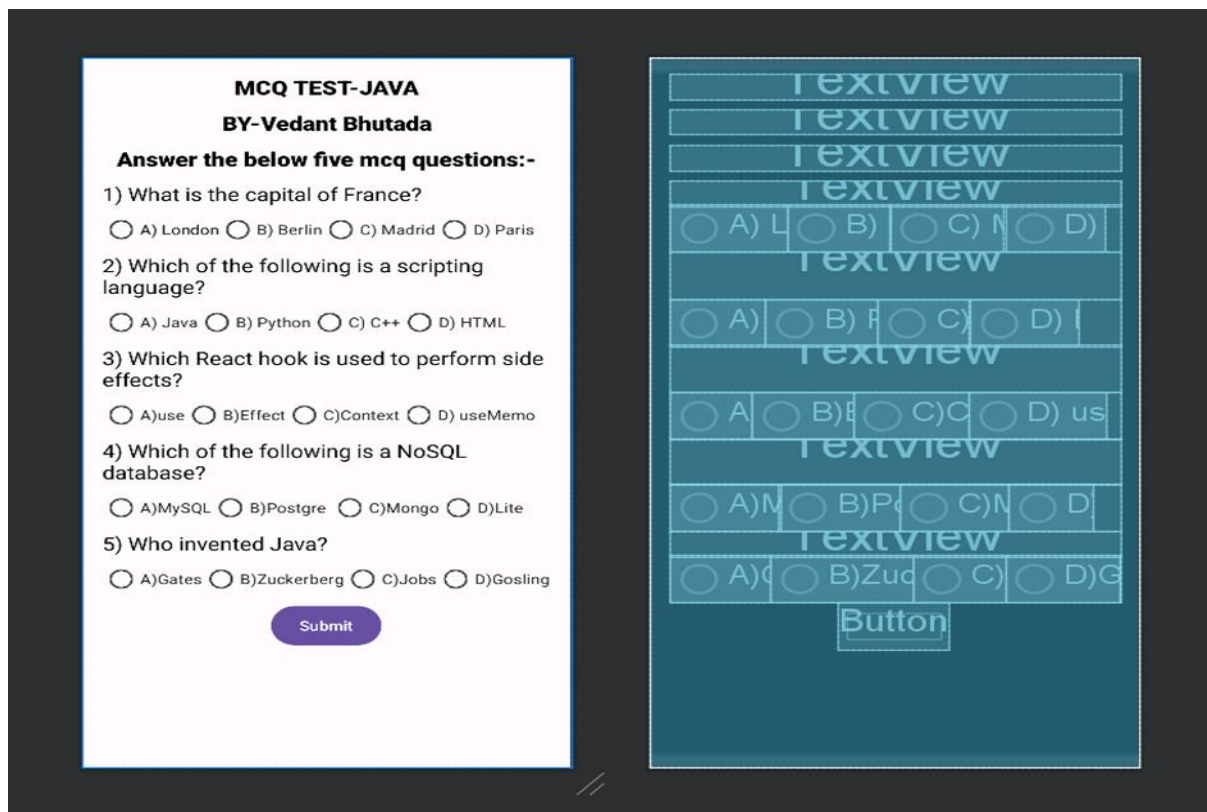 MCQ TEST-JAVA
BY-Vedant Bhutada
Answer the below five mcq questions:-
1) What is the capital of France?
A) London B) Berlin C) Madrid D) Paris
2) Which of the following is a scripting
language?
A) Java B) Python C) C++ D) HTML
3) Which React hook is used to perform side
effects?
A)use B)Effect C)Context D) useMemo
4) Which of the following is a NoSQL
database?
A)MySQL B)Postgre C)Mongo D)Lite
5) Who invented Java?
A)Gates B)Zuckerberg C)Jobs D)Gosling
Submit
TextView
TextView
TextView
TextView
A) L B) C) M D)
TextView
A) B) P C) D)
TextView
A B)E C)C D) us
TextView
A)M B)Po C)M D)
TextView
A)G B)Zuc C) D)G
Button